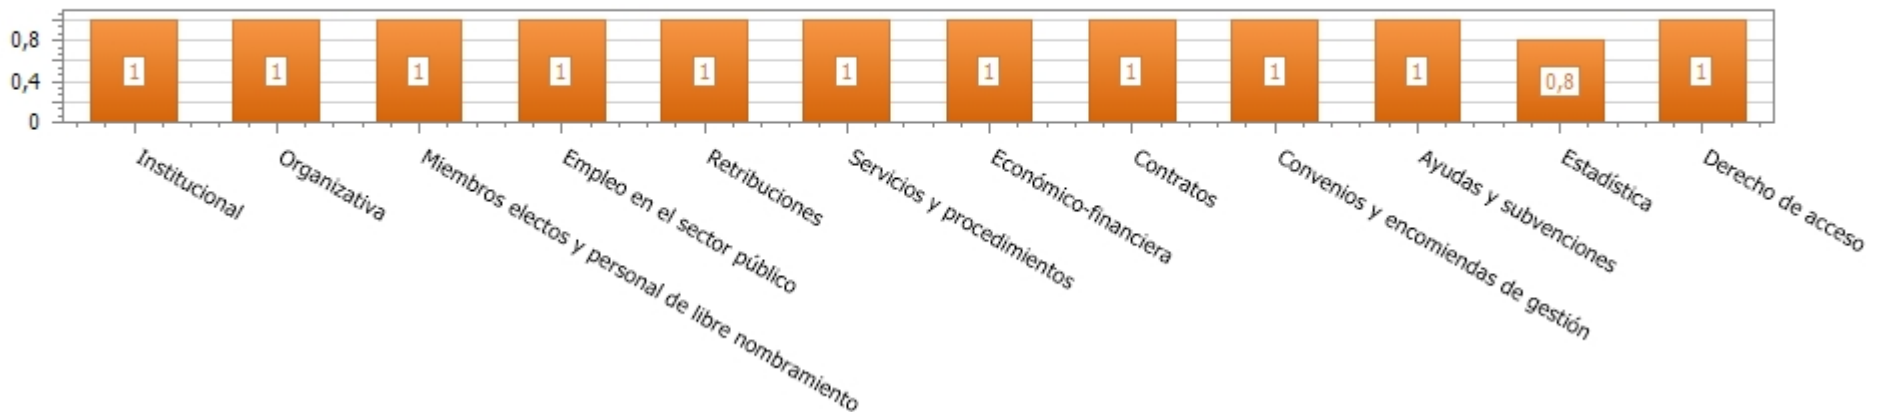 0,8
0,4
0
1
1
1
1
1
1
1
1
1
1
0,8
1
Institucional
Organizativa
Miembros electos y personal de libre nombramiento
Empleo en el sector público
Retribuciones
Servicios y procedimientos
Económico-financiera
Contratos
Convenios y encomiendas de gestión
Ayudas y subvenciones
Estadística
Derecho de acceso